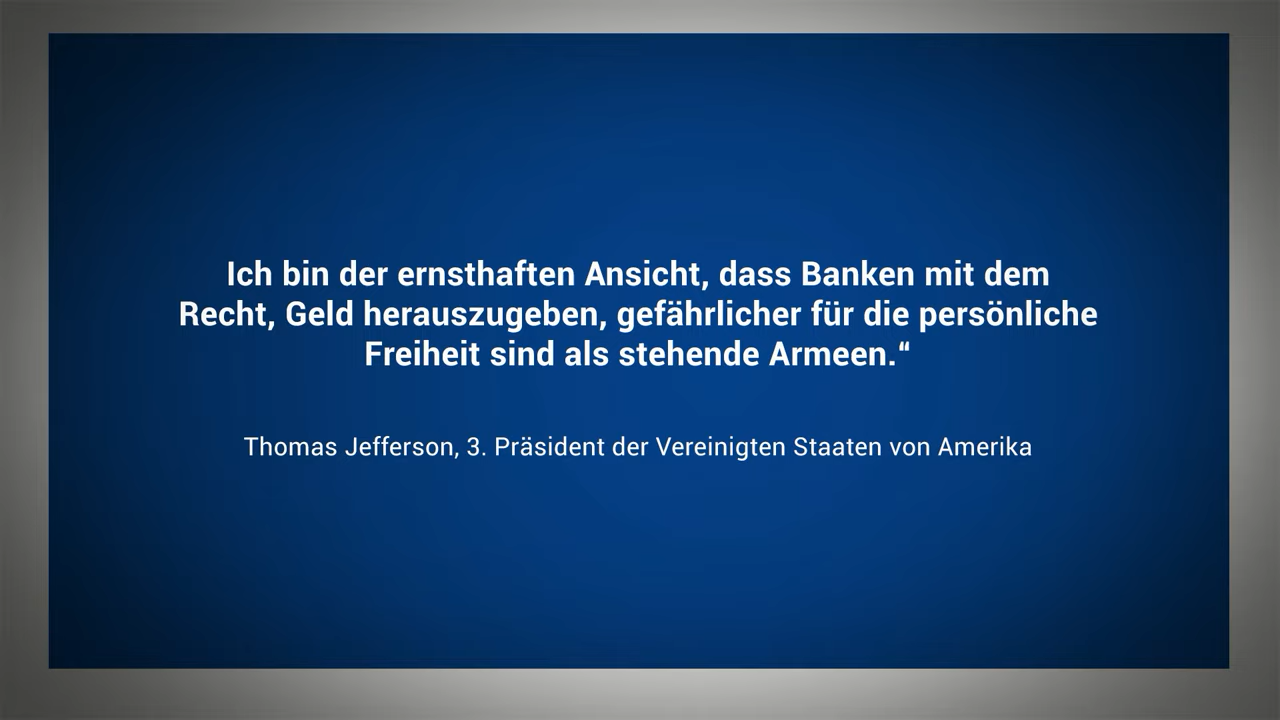 Ich bin der ernsthaften Ansicht, dass Banken mit dem
Recht, Geld herauszugeben, gefährlicher für die persönliche
Freiheit sind als stehende Armeen.“
Thomas Jefferson, 3. Präsident der Vereinigten Staaten von Amerika